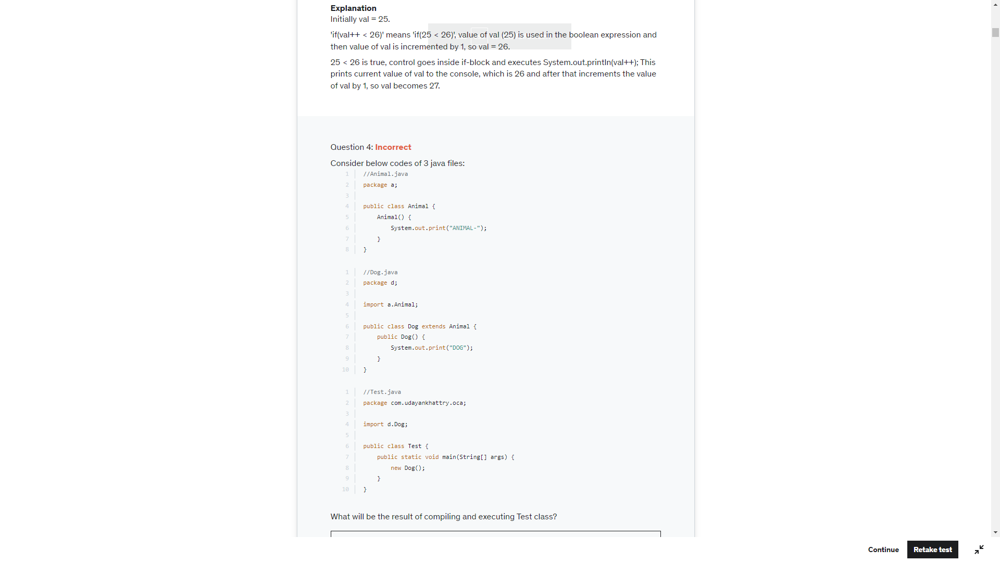 Explanation
Initially val = 25.
'if(val++ < 26)' means 'if(25 < 26)', value of val (25) is used in the boolean expression and
then value of val is incremented by 1, so val = 26.
25 < 26 is true, control goes inside if-block and executes System.out.println(val++); This
prints current value of val to the console, which is 26 and after that increments the value
of val by 1, so val becomes 27.
Question 4: Incorrect
Consider below codes of 3 java files:
1 //Animal.java
2 package a;
3
4 public class Animal {
5 Animal() {
6 System.out.print("ANIMAL-");
7 }
8 }
1 //Dog.java
2 package d;
3
4 import a.Animal;
5
6 public class Dog extends Animal {
7 public Dog() {
8 System.out.print("DOG");
9 }
10 }
1 //Test.java
2 package com.udayankhattry.oca;
3
4 import d.Dog;
5
6 public class Test {
7 public static void main(String[] args) {
8 new Dog();
9 }
10 }
What will be the result of compiling and executing Test class?
Continue
Retake test